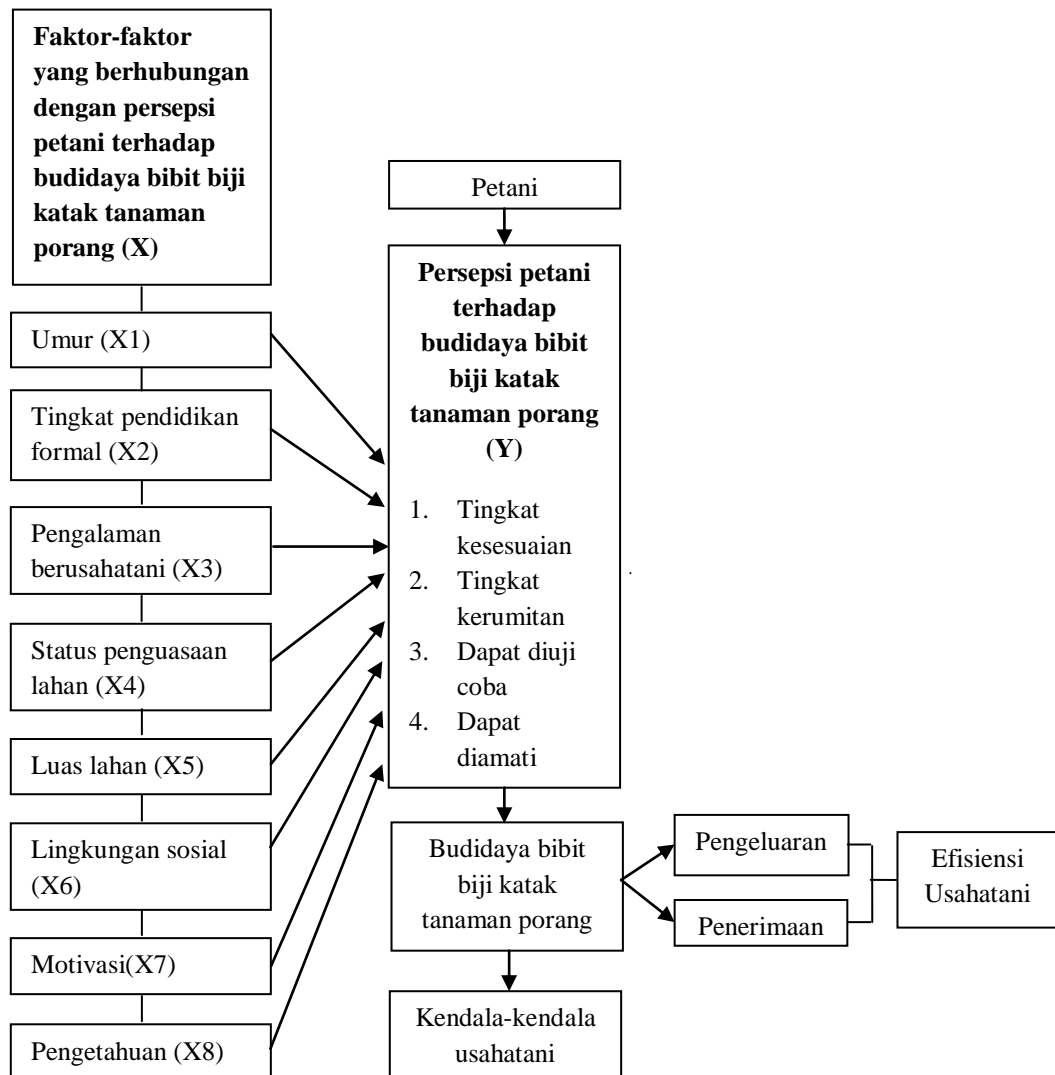 Faktor-faktor
yang berhubungan
dengan persepsi
petani terhadap
budidaya bibit biji
katak tanaman
porang (X)
Umur (X1)
Tingkat pendidikan
formal (X2)
Pengalaman
berusahatani (X3)
Status penguasaan
lahan (X4)
Luas lahan (X5)
Lingkungan sosial
(X6)
Motivasi(X7)
Pengetahuan (X8)
Petani
Persepsi petani
terhadap
budidaya bibit
biji katak
tanaman porang
(Y)
1. Tingkat
kesesuaian
2. Tingkat
kerumitan
3. Dapat diuji
coba
4. Dapat
diamati
Budidaya bibit
biji katak
tanaman porang
Kendala-kendala
usahatani
Pengeluaran
Penerimaan
Efisiensi
Usahatani